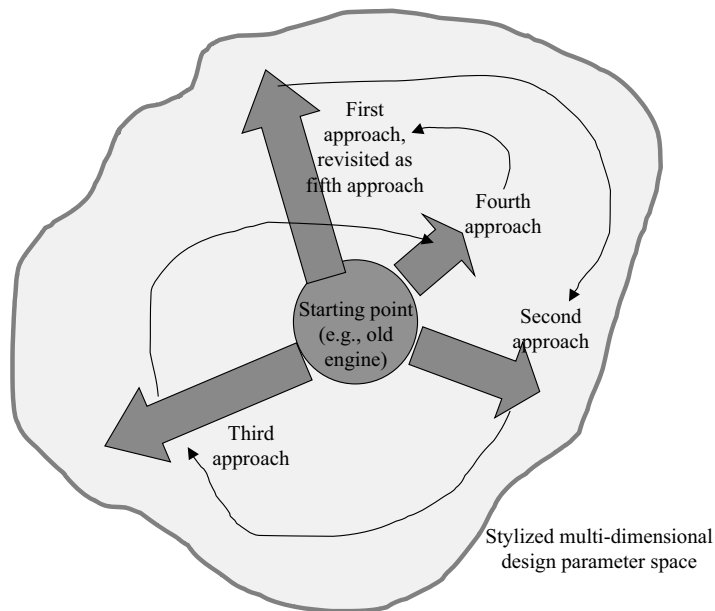 First
approach,
revisited as
fifth approach
Fourth
approach
Starting point
(e.g., old
engine)
Second
approach
Third
approach
Stylized multi-dimensional
design parameter space